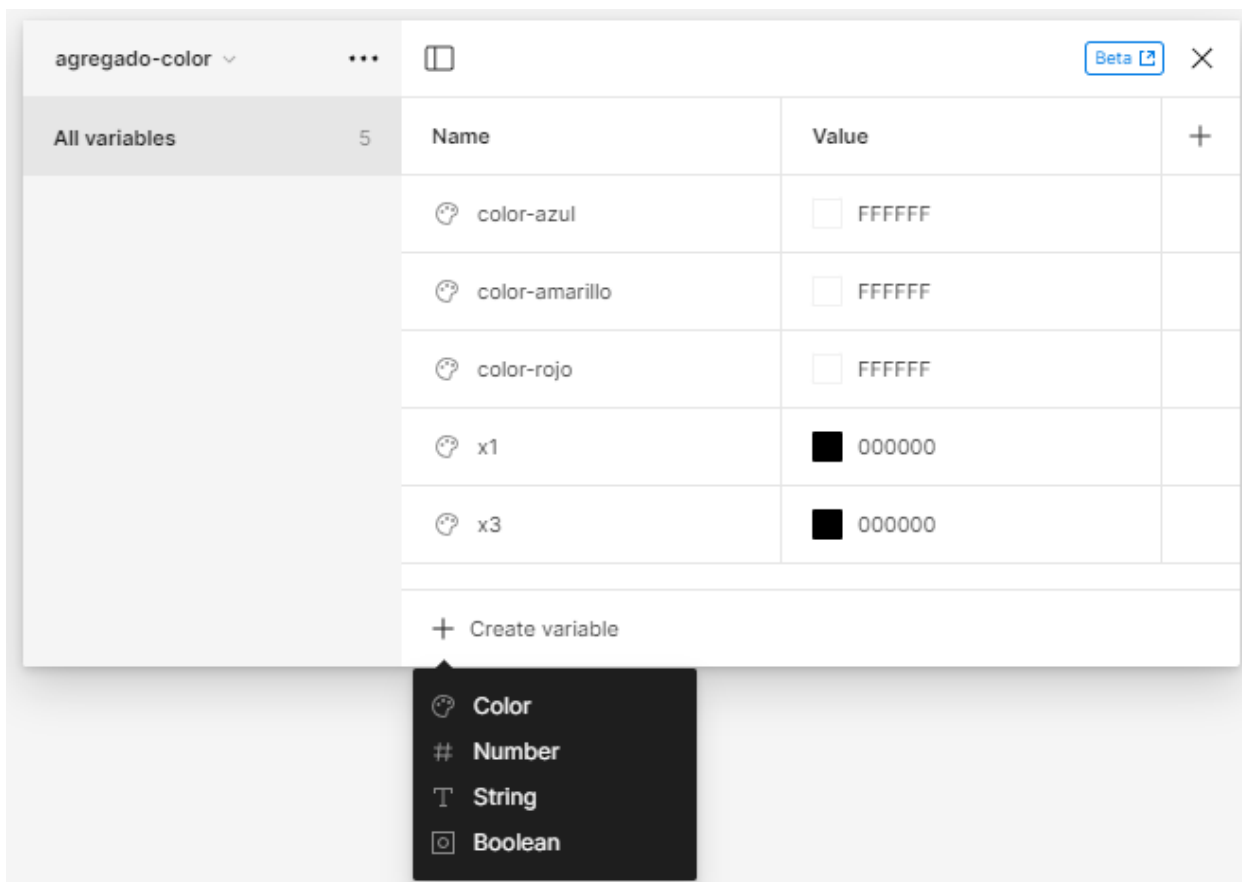 agregado-color
Beta
All variables 5
Name Value
color-azul FFFFFF
color-amarillo FFFFFF
color-rojo FFFFFF
x1 000000
x3 000000
Create variable
Color
Number
String
Boolean